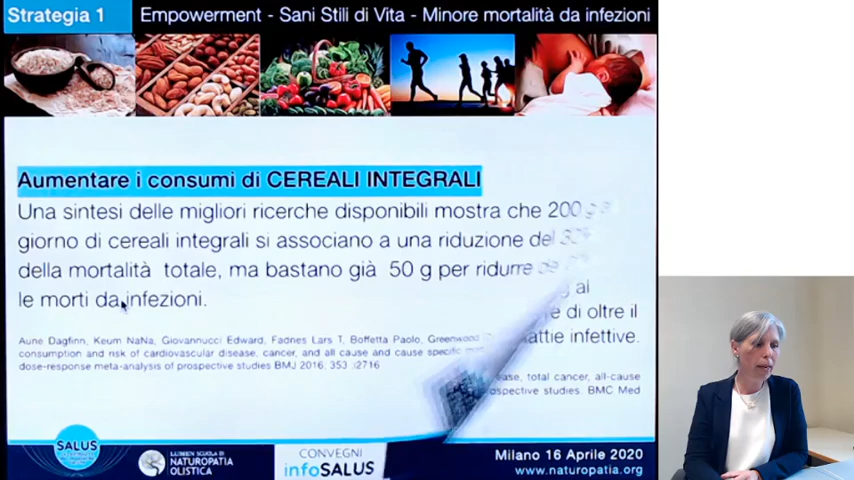 Strategia 1
Empowerment - Sani Stili di Vita - Minore mortalità da infezioni
Aumentare i consumi di CEREALI INTEGRALI
Una sintesi delle migliori ricerche disponibili mostra che 200 g
giorno di cereali integrali si associano a una riduzione del 3
della mortalità totale, ma bastano già 50 g per ridurre
le morti da infezioni.
g al
e di oltre il
attie infettive.
Aune Dagfinn, Keum NaNa, Giovannucci Edward, Fadnes Lars T, Boffetta Paolo, Greenwood
consumption and risk of cardiovascular disease, cancer, and all cause and cause specific
dose-response meta-analysis of prospective studies BMJ 2016; 353 :i2716
ease, total cancer, all-cause
ospective studies. BMC Med
SALUS
NATUROPATIA
OLISTICA
CONVEGNI
infoSALUS
Milano 16 Aprile 2020
www.naturopatia.org